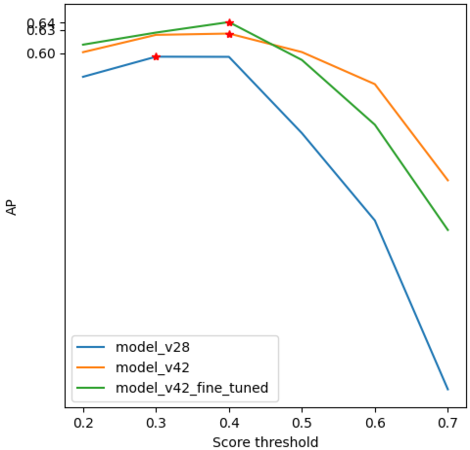 0.64
0.63
0.60
AP
model_v28
model_v42
model_v42_fine_tuned
0.2 0.3 0.4 0.5 0.6 0.7
Score threshold